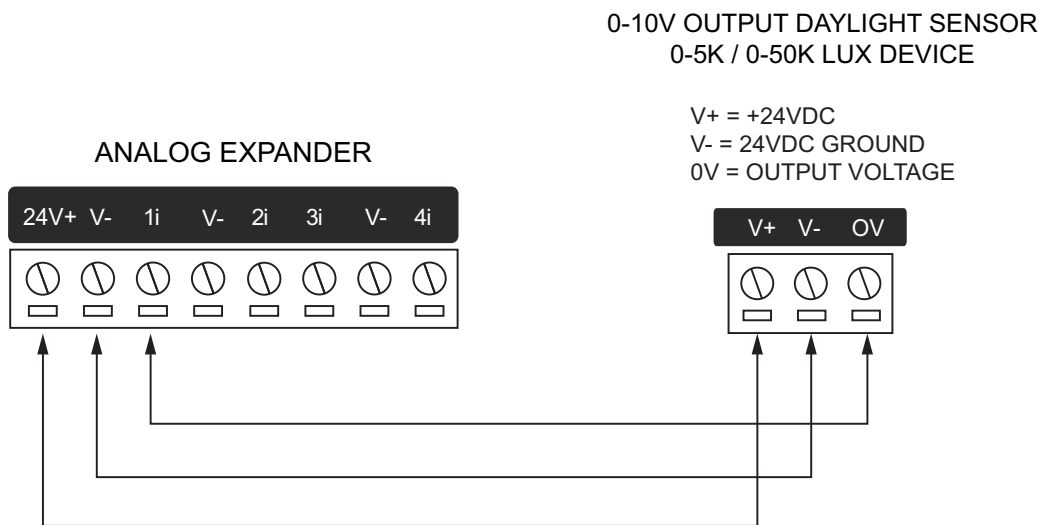 0-10V OUTPUT DAYLIGHT SENSOR
0-5K / 0-50K LUX DEVICE
V+ = +24VDC
V- = 24VDC GROUND
0V = OUTPUT VOLTAGE
ANALOG EXPANDER
24V+ V- 1i V- 2i 3i V- 4i
V+ V- OV